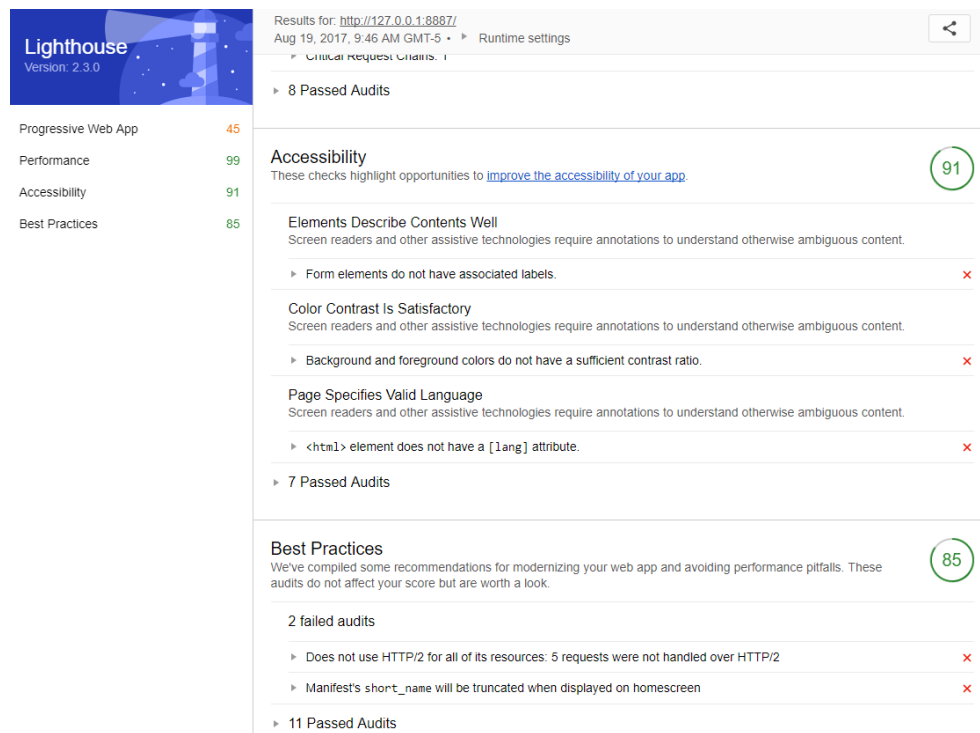 Lighthouse
Version: 2.3.0
Progressive Web App 45
Performance 99
Accessibility 91
Best Practices 85
Results for: http://127.0.0.1:8887/
Aug 19, 2017, 9:46 AM GMT-5 • Runtime settings
Critical Request Chains: 1
8 Passed Audits
Accessibility
These checks highlight opportunities to improve the accessibility of your app.
91
Elements Describe Contents Well
Screen readers and other assistive technologies require annotations to understand otherwise ambiguous content.
Form elements do not have associated labels.
Color Contrast Is Satisfactory
Screen readers and other assistive technologies require annotations to understand otherwise ambiguous content.
Background and foreground colors do not have a sufficient contrast ratio.
Page Specifies Valid Language
Screen readers and other assistive technologies require annotations to understand otherwise ambiguous content.
<html> element does not have a [lang] attribute.
7 Passed Audits
Best Practices
We've compiled some recommendations for modernizing your web app and avoiding performance pitfalls. These
audits do not affect your score but are worth a look.
85
2 failed audits
Does not use HTTP/2 for all of its resources: 5 requests were not handled over HTTP/2
Manifest's short_name will be truncated when displayed on homescreen
11 Passed Audits